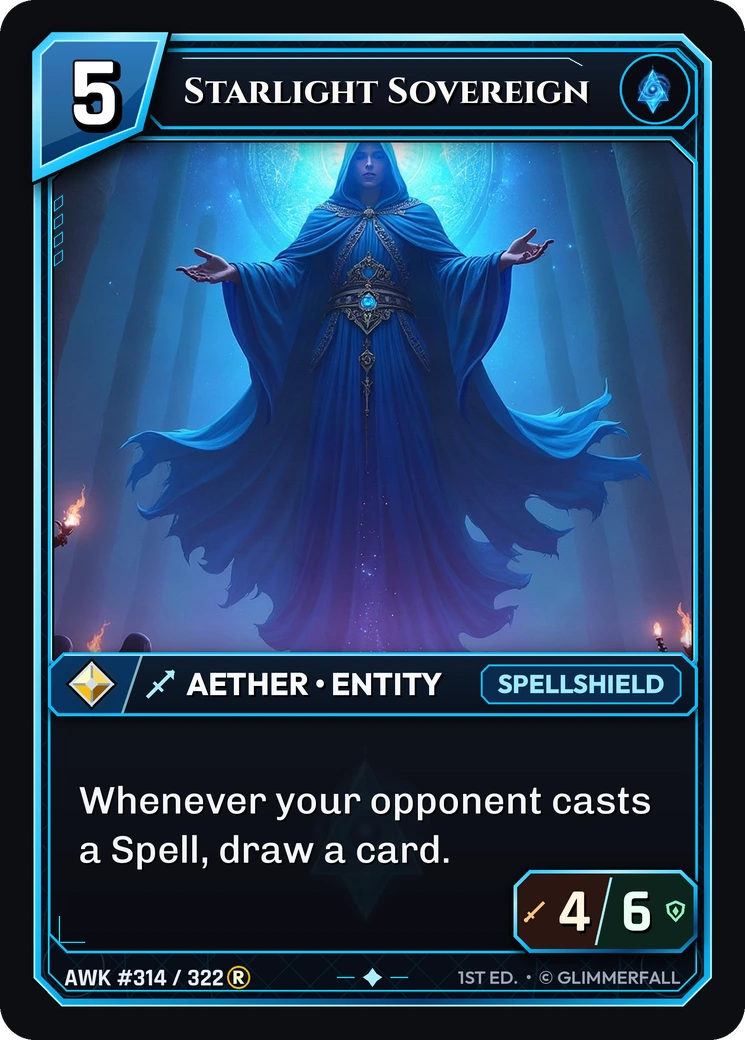 5
Starlight Sovereign
AETHER • ENTITY
SPELLSHIELD
Whenever your opponent casts
a Spell, draw a card.
4/6
AWK #314 / 322 R
1ST ED. • © GLIMMERFALL